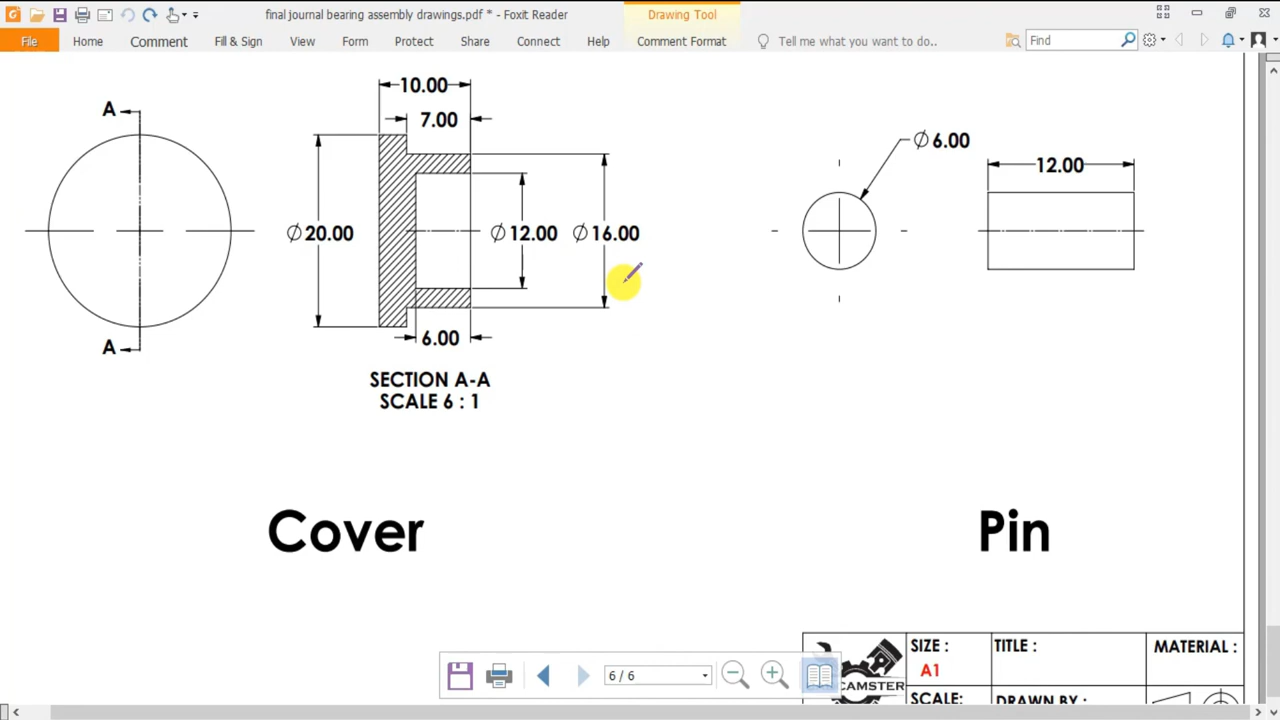 final journal bearing assembly drawings.pdf * - Foxit Reader
Drawing Tool
File
Home
Comment
Fill & Sign
View
Form
Protect
Share
Connect
Help
Comment Format
Tell me what you want to do..
Find
A
10.00
7.00
Ø 20.00
Ø 12.00
Ø 16.00
6.00
A
SECTION A-A
SCALE 6 : 1
Ø 6.00
12.00
Cover
Pin
6 / 6
CAMSTER
SIZE :
A1
SCALE:
TITLE :
DRAWN BY :
MATERIAL :